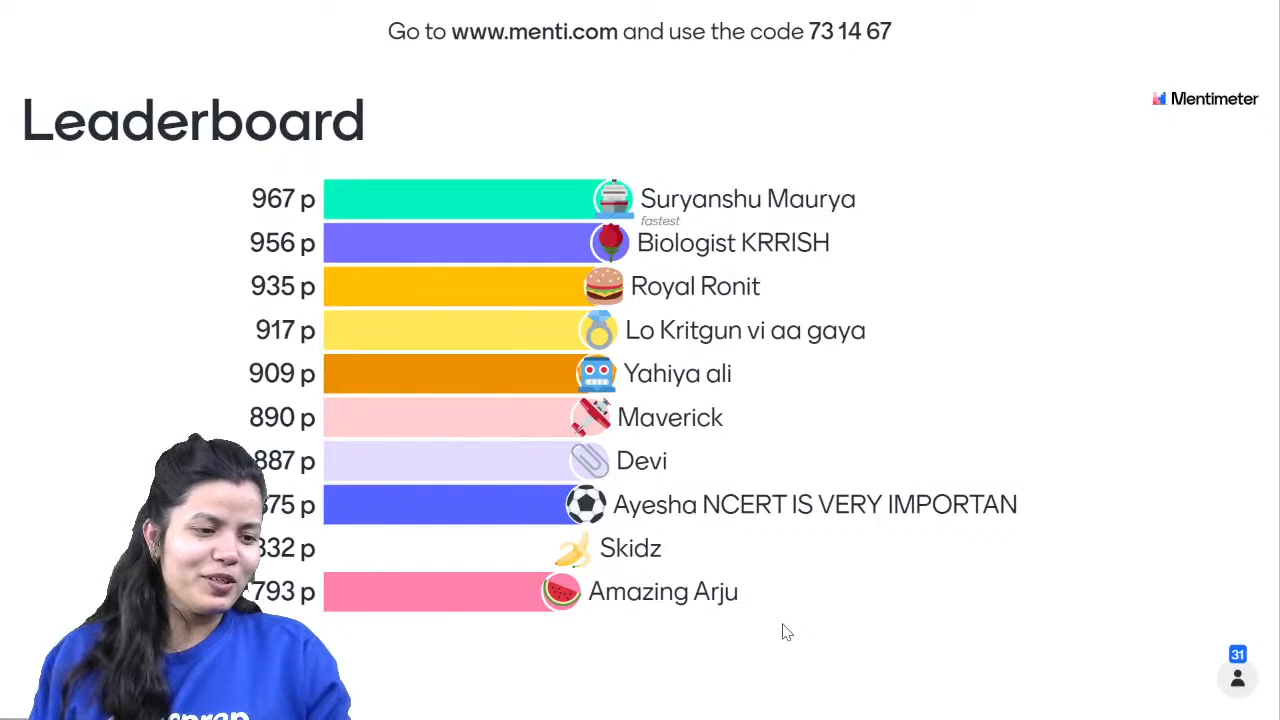 Go to www.menti.com and use the code 73 14 67
Leaderboard
Mentimeter
967 p Suryanshu Maurya
fastest
956 p Biologist KRRISH
935 p Royal Ronit
917 p Lo Kritgun vi aa gaya
909 p Yahiya ali
890 p Maverick
887 p Devi
875 p Ayesha NCERT IS VERY IMPORTAN
832 p Skidz
793 p Amazing Arju
31